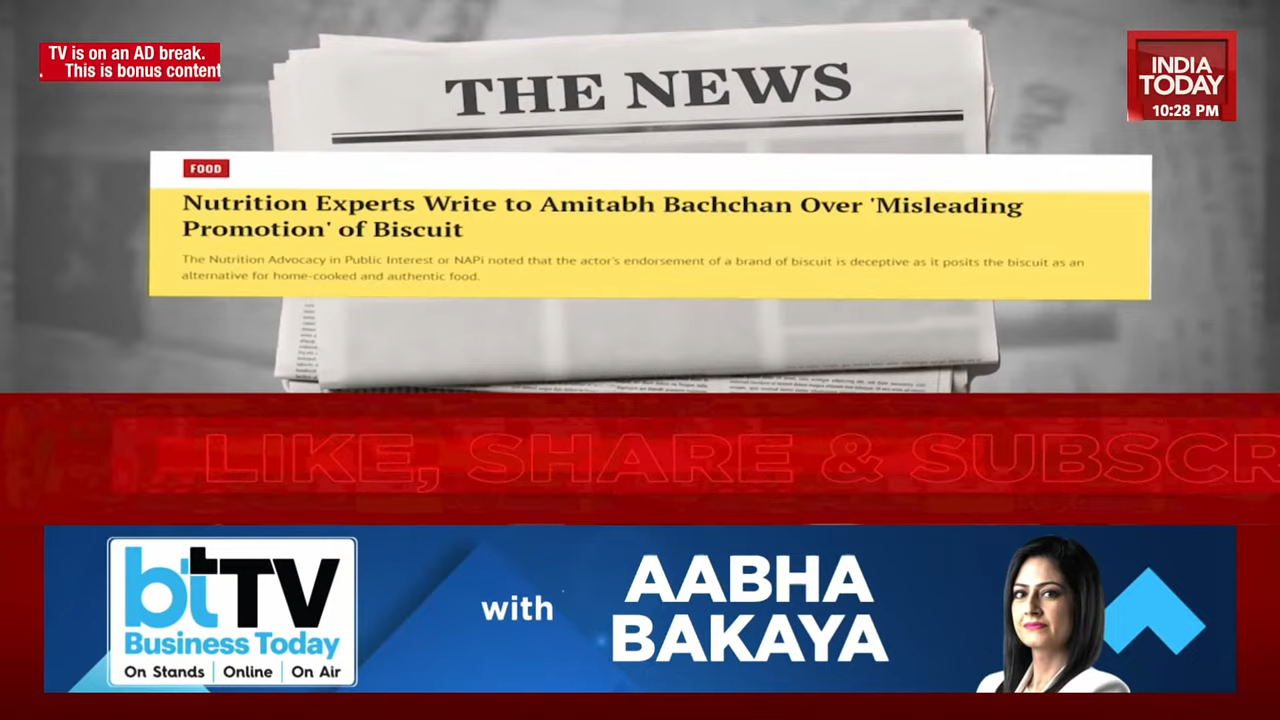 TV is on an AD break.
This is bonus content
INDIA
TODAY
10:28 PM
THE NEWS
FOOD
Nutrition Experts Write to Amitabh Bachchan Over 'Misleading
Promotion' of Biscuit
The Nutrition Advocacy in Public Interest or NAPi noted that the actor's endorsement of a brand of biscuit is deceptive as it posits the biscuit as an
alternative for home-cooked and authentic food.
LIKE, SHARE & SUBSCR
btTV
Business Today
On Stands | Online | On Air
with
AABHA
BAKAYA